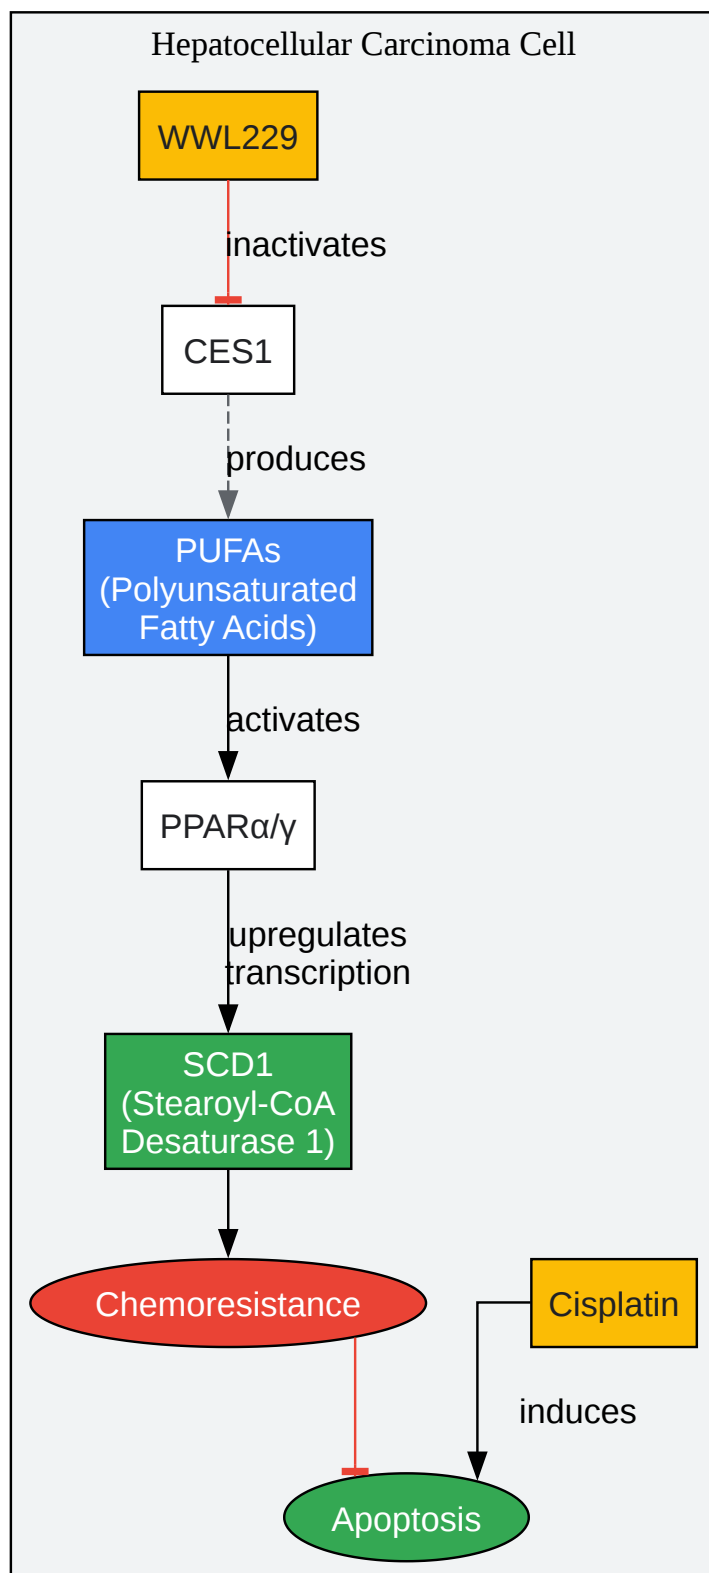 Hepatocellular Carcinoma Cell
WWL229
inactivates
CES1
produces
PUFAs
(Polyunsaturated
Fatty Acids)
activates
PPARα/γ
upregulates
transcription
SCD1
(Stearoyl-CoA
Desaturase 1)
Chemoresistance
Cisplatin
induces
Apoptosis